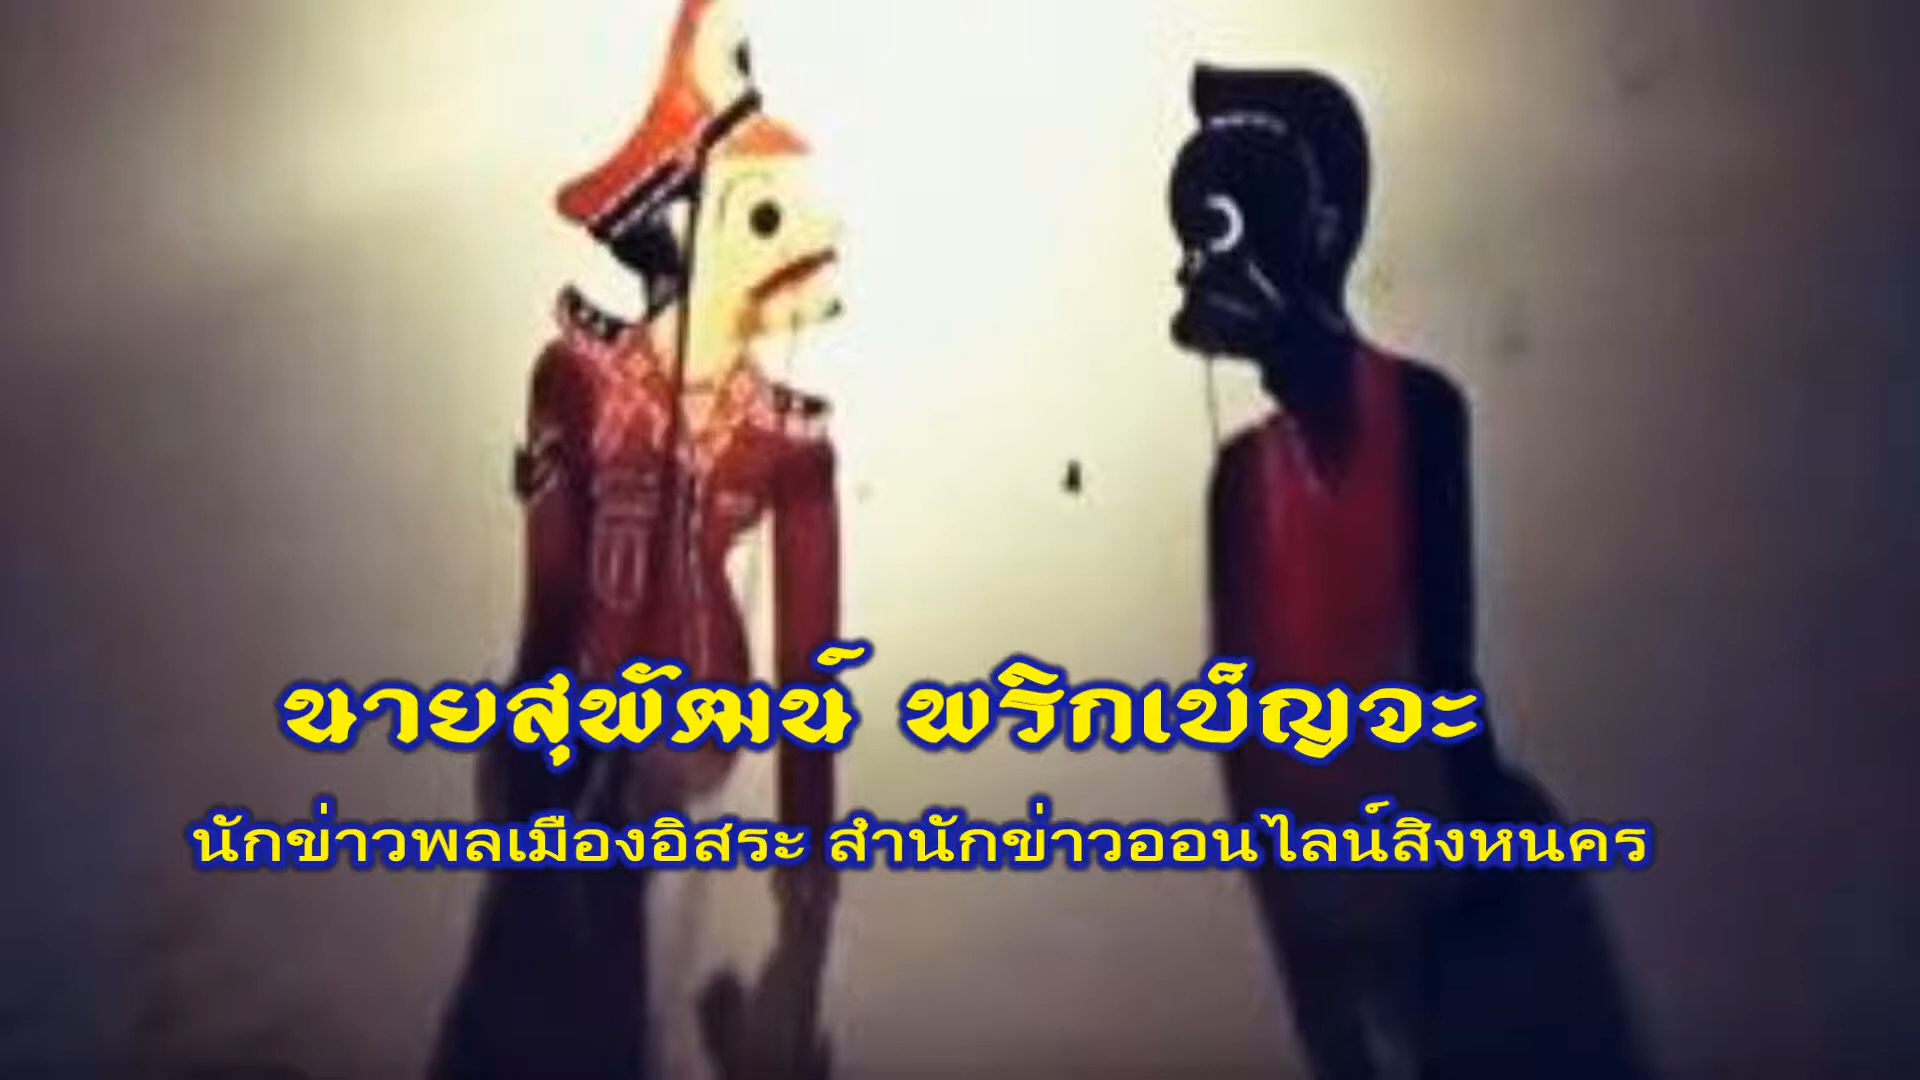 นายสุพัฒน์ พริกเบ็ญจะ
นักข่าวพลเมืองอิสระ สำนักข่าวออนไลน์สิงหนคร